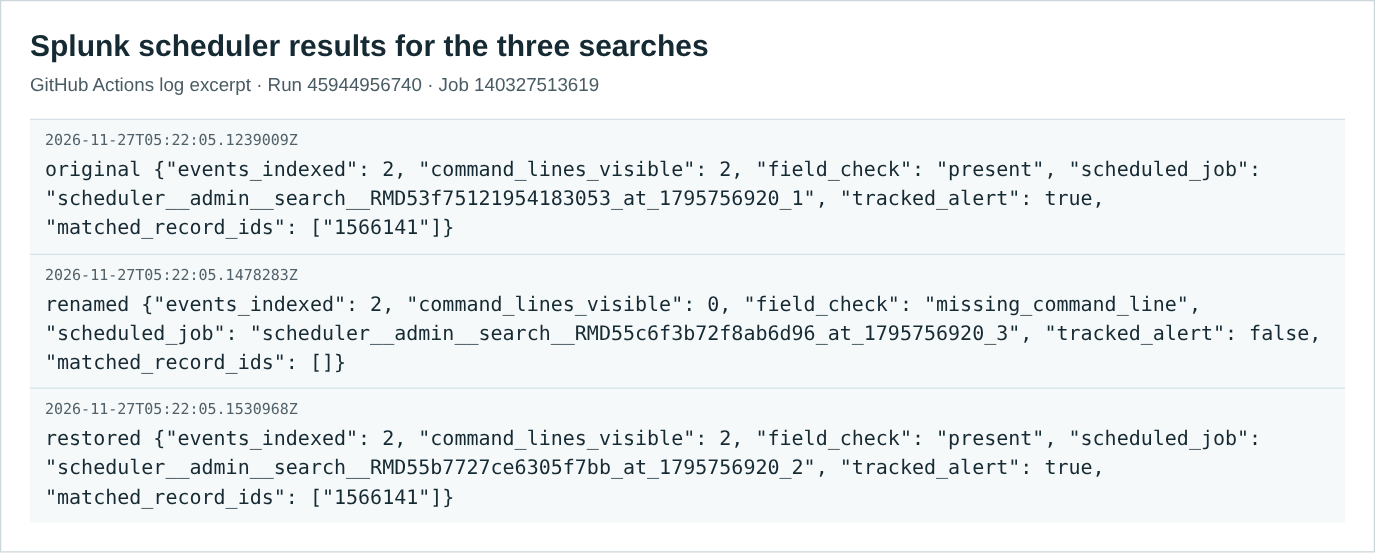 Splunk scheduler results for the three searches
GitHub Actions log excerpt · Run 45944956740 · Job 140327513619
2026-11-27T05:22:05.1239009Z
original {"events_indexed": 2, "command_lines_visible": 2, "field_check": "present", "scheduled_job":
"scheduler__admin__search__RMD53f75121954183053_at_1795756920_1", "tracked_alert": true,
"matched_record_ids": ["1566141"]}
2026-11-27T05:22:05.1478283Z
renamed {"events_indexed": 2, "command_lines_visible": 0, "field_check": "missing_command_line",
"scheduled_job": "scheduler__admin__search__RMD55c6f3b72f8ab6d96_at_1795756920_3", "tracked_alert": false,
"matched_record_ids": []}
2026-11-27T05:22:05.1530968Z
restored {"events_indexed": 2, "command_lines_visible": 2, "field_check": "present", "scheduled_job":
"scheduler__admin__search__RMD55b7727ce6305f7bb_at_1795756920_2", "tracked_alert": true,
"matched_record_ids": ["1566141"]}